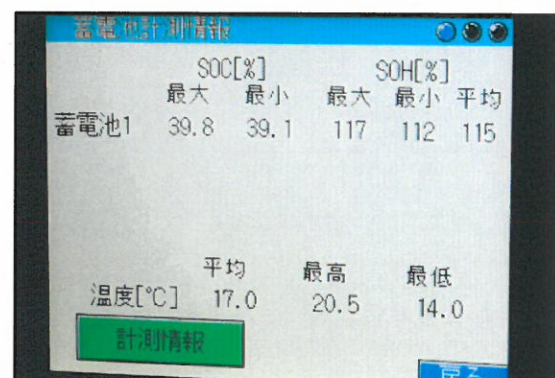 蓄電池計測情報
SOC[%] SOH[%]
最大 最小 最大 最小 平均
蓄電池1 39.8 39.1 117 112 115
平均 最高 最低
温度[℃] 17.0 20.5 14.0
計測情報
戻る